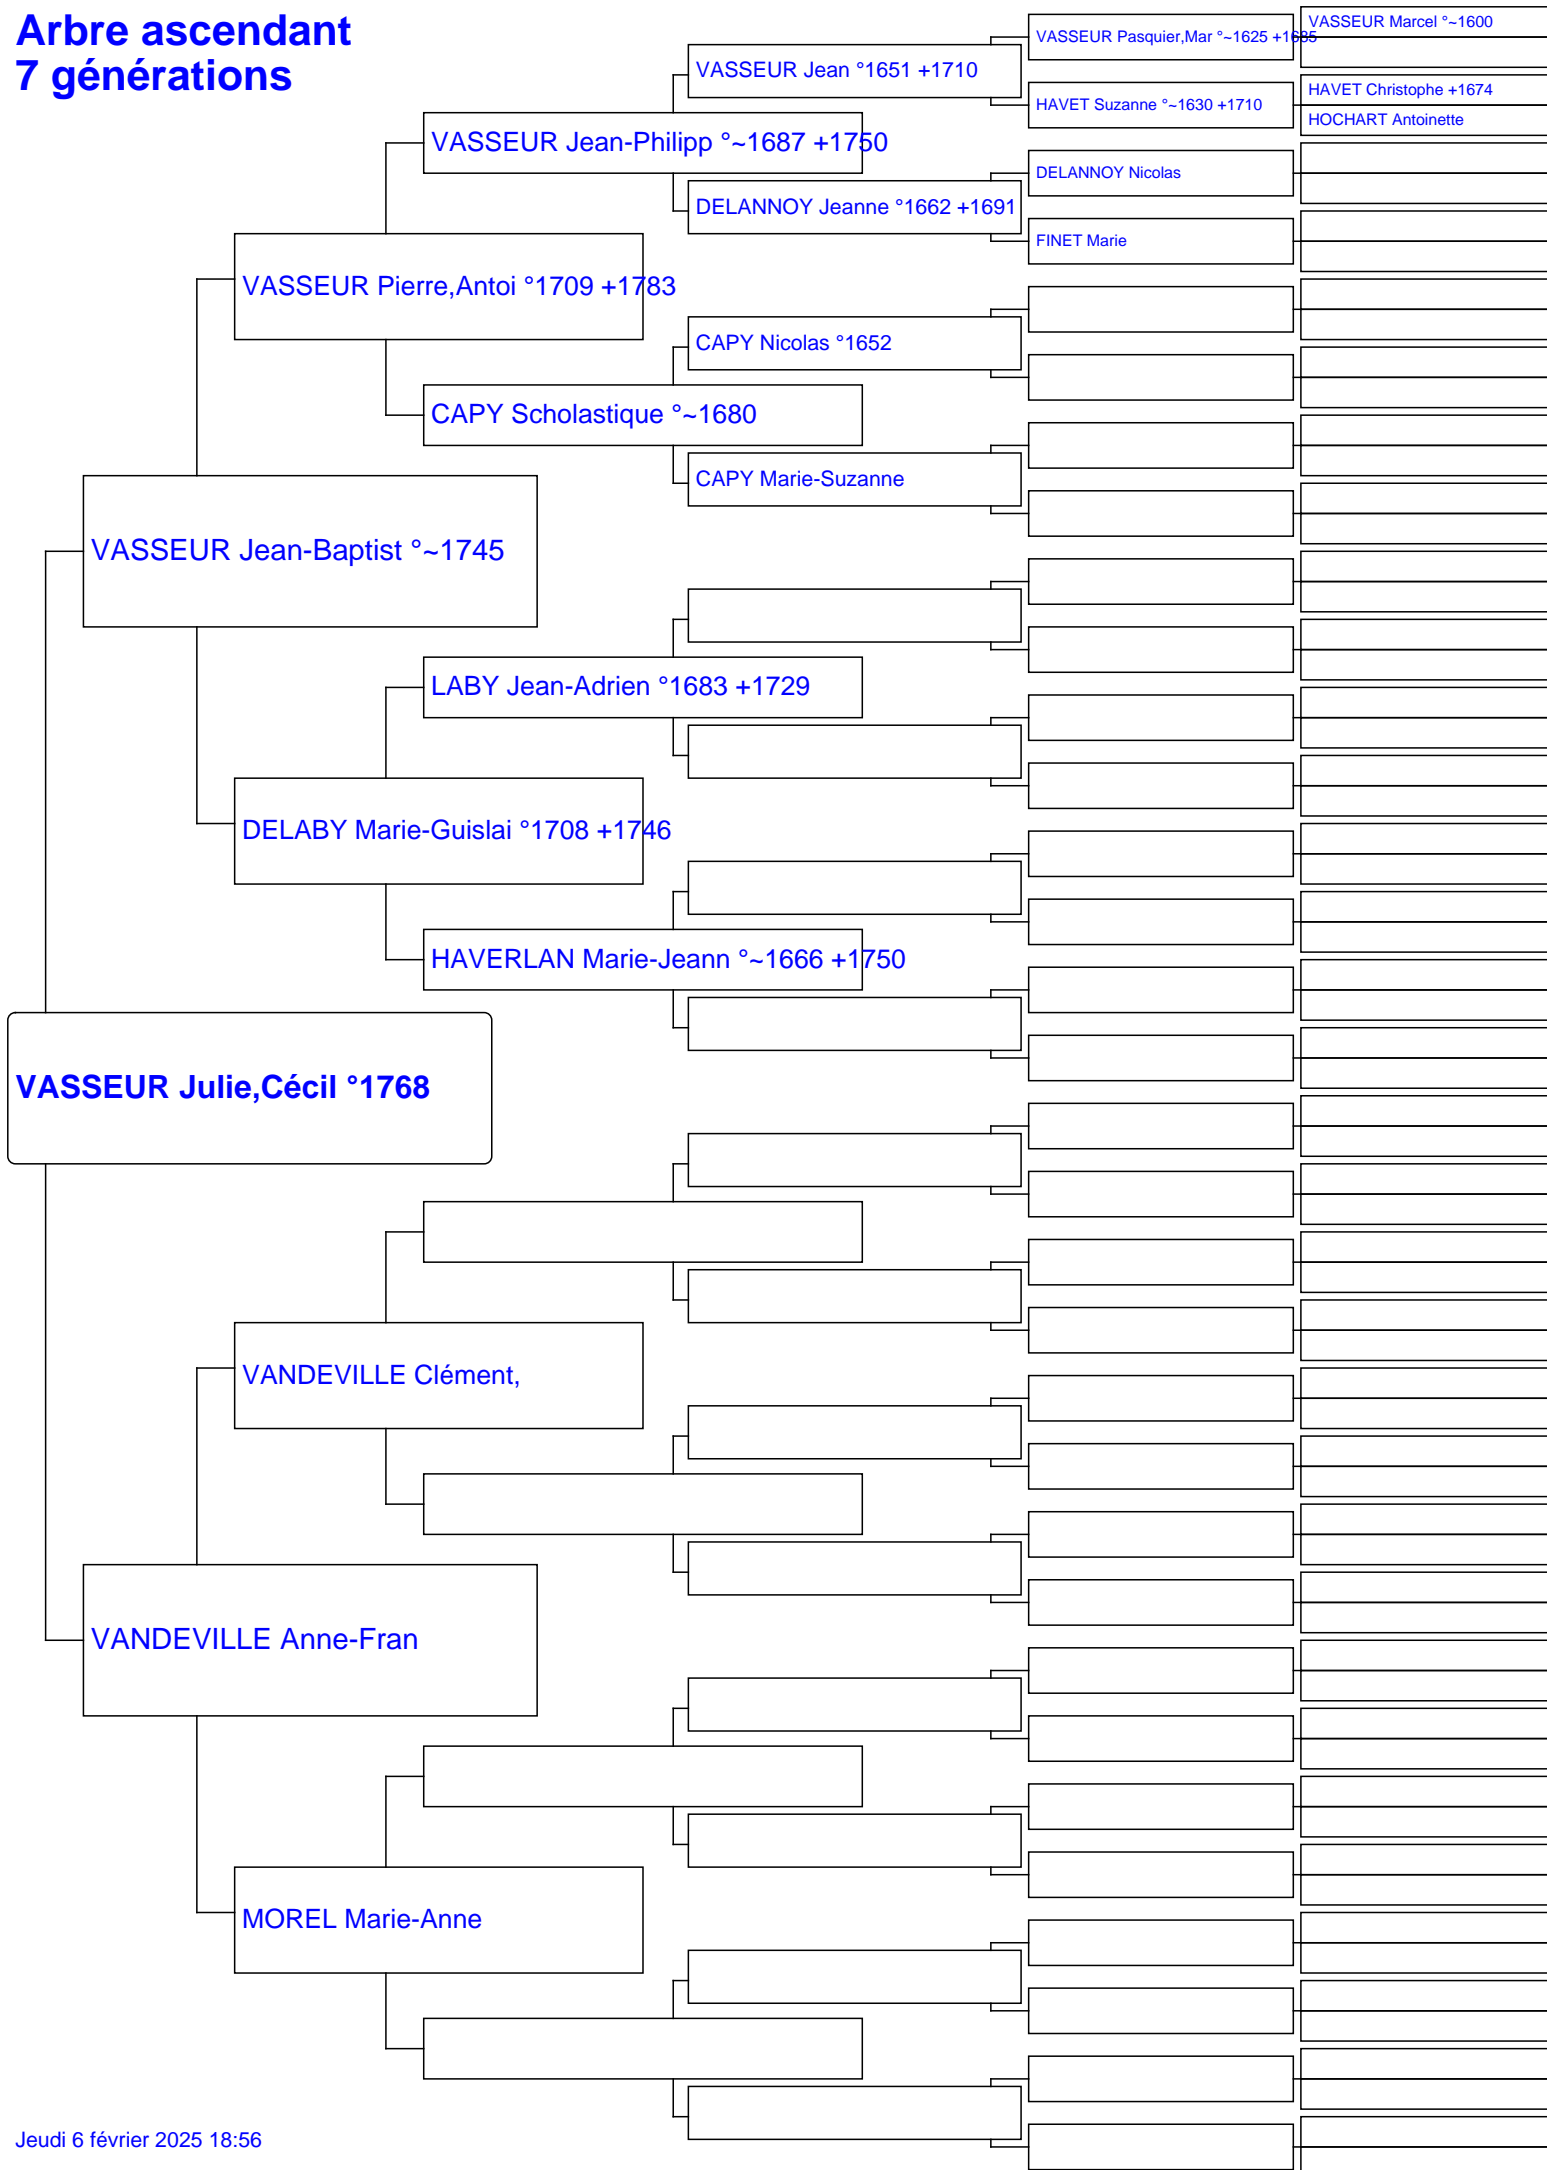 Arbre ascendant
7 générations
VASSEUR Marcel °~1600
VASSEUR Pasquier,Mar °~1625 +1685
VASSEUR Jean °1651 +1710
HAVET Christophe +1674
HAVET Suzanne °~1630 +1710
HOCHART Antoinette
VASSEUR Jean-Philipp °~1687 +1750
DELANNOY Nicolas
DELANNOY Jeanne °1662 +1691
FINET Marie
VASSEUR Pierre,Antoi °1709 +1783
CAPY Nicolas °1652
CAPY Scholastique °~1680
CAPY Marie-Suzanne
VASSEUR Jean-Baptist °~1745
LABY Jean-Adrien °1683 +1729
DELABY Marie-Guislai °1708 +1746
HAVERLAN Marie-Jeann °~1666 +1750
VASSEUR Julie,Cécil °1768
VANDEVILLE Clément,
VANDEVILLE Anne-Fran
MOREL Marie-Anne
Jeudi 6 février 2025 18:56